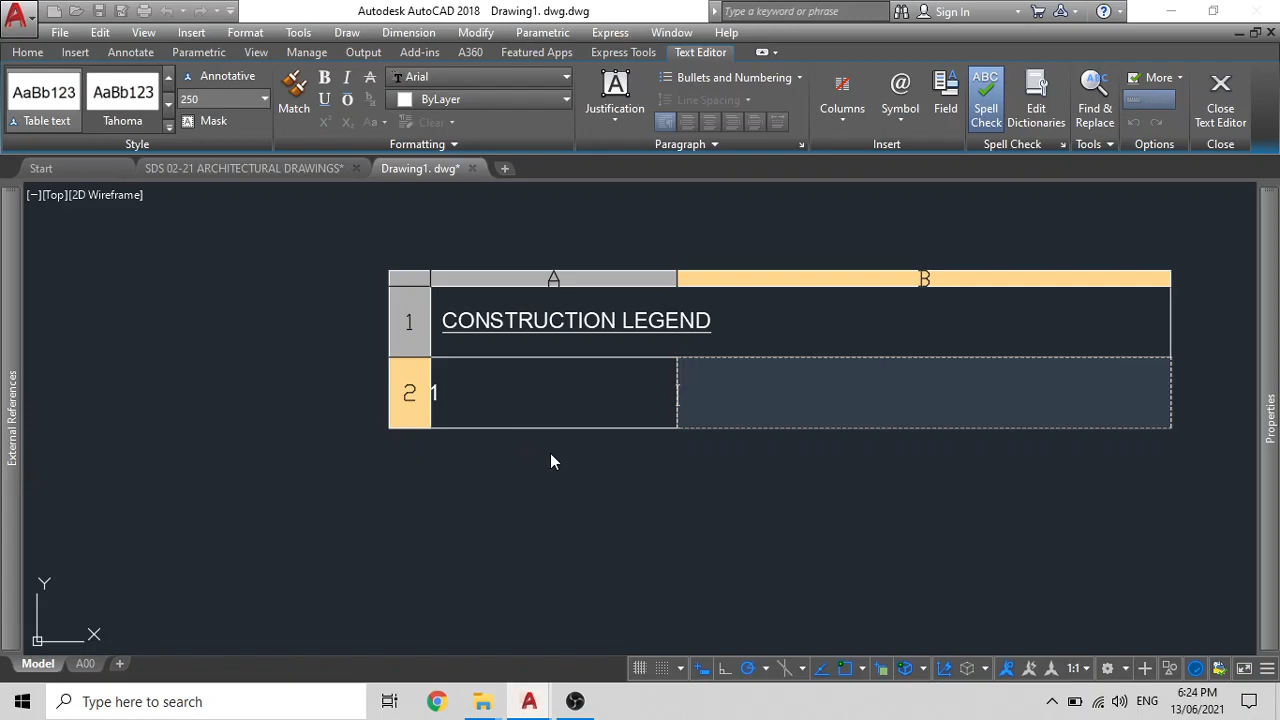 Autodesk AutoCAD 2018 Drawing1. dwg.dwg
Type a keyword or phrase
Sign In
File Edit View Insert Format Tools Draw Dimension Modify Parametric Express Window Help
Home Insert Annotate Parametric View Manage Output Add-ins A360 Featured Apps Express Tools Text Editor
AaBb123 AaBb123
Table text Tahoma
Annotative
250
Mask
Style
Match
B I A
U O
Arial
ByLayer
Aa Clear
Formatting
Justification
Bullets and Numbering
Line Spacing
Paragraph
Columns
Symbol
Field
Insert
ABC
Spell
Check
Edit
Dictionaries
Spell Check
Find &
Replace
Tools
More
Options
Close
Text Editor
Close
Start SDS 02-21 ARCHITECTURAL DRAWINGS* Drawing1. dwg*
[−][Top][2D Wireframe]
External References
Properties
A B
1 CONSTRUCTION LEGEND
2 1
Y
X
Model A00
1:1
Type here to search
ENG
6:24 PM
13/06/2021